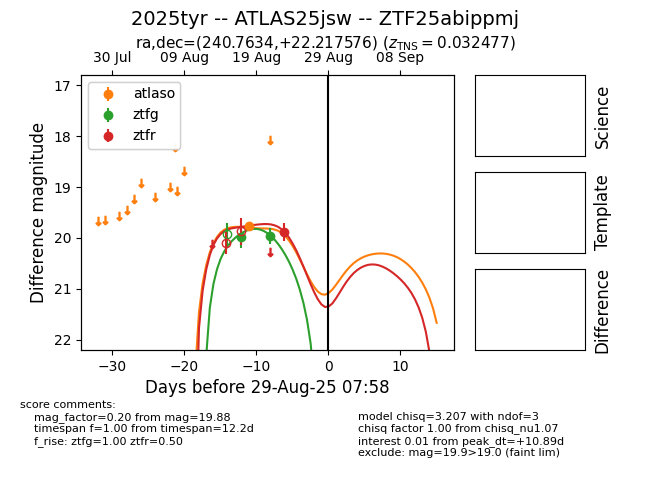 2025tyr -- ATLAS25jsw -- ZTF25abippmj
ra,dec=(240.7634,+22.217576) (zTNS = 0.032477)
30 Jul 09 Aug 19 Aug 29 Aug 08 Sep
atlaso
ztfg
ztfr
17
18
19
20
21
22
Difference magnitude
−30 −20 −10 0 10
Days before 29-Aug-25 07:58
Science
Template
Difference
score comments:
mag_factor=0.20 from mag=19.88
timespan f=1.00 from timespan=12.2d
f_rise: ztfg=1.00 ztfr=0.50
model chisq=3.207 with ndof=3
chisq factor 1.00 from chisq_nu1.07
interest 0.01 from peak_dt=+10.89d
exclude: mag=19.9>19.0 (faint lim)